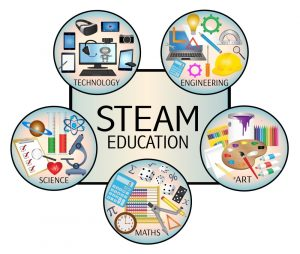 TECHNOLOGY
ENGINEERING
STEAM
EDUCATION
SCIENCE
ART
MATHS